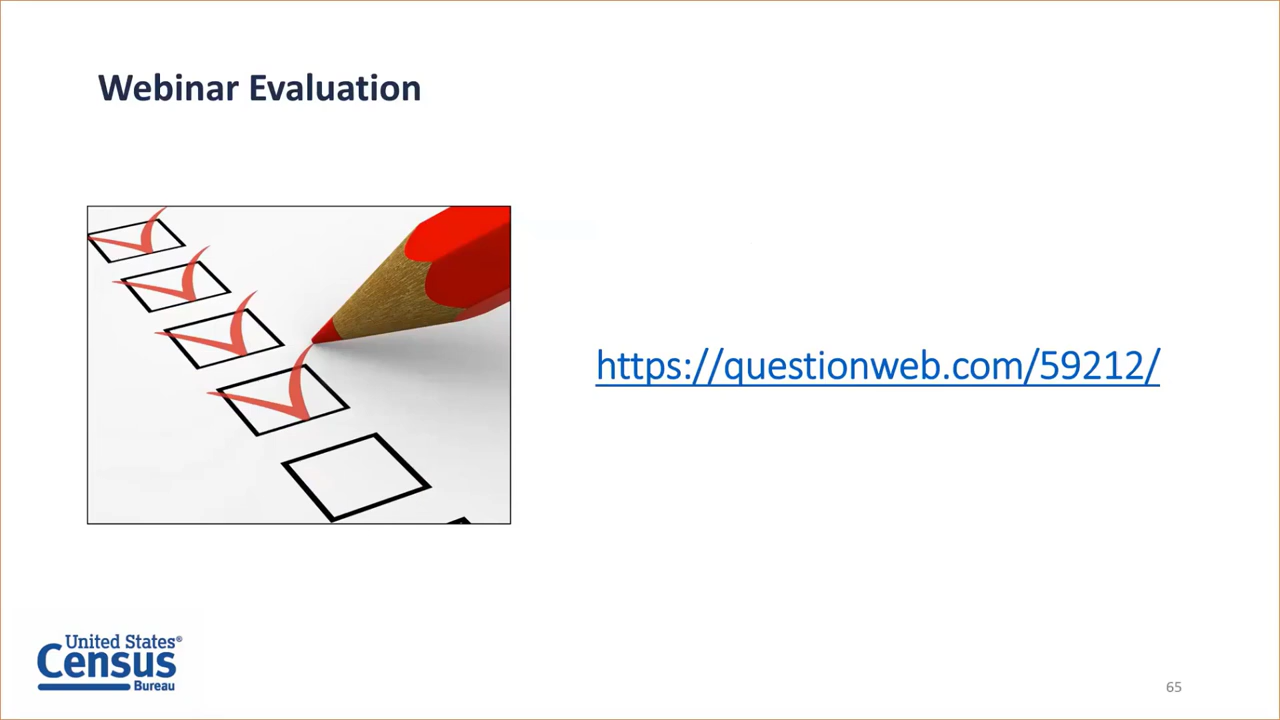 Webinar Evaluation
https://questionweb.com/59212/
United States®
Census
Bureau
65